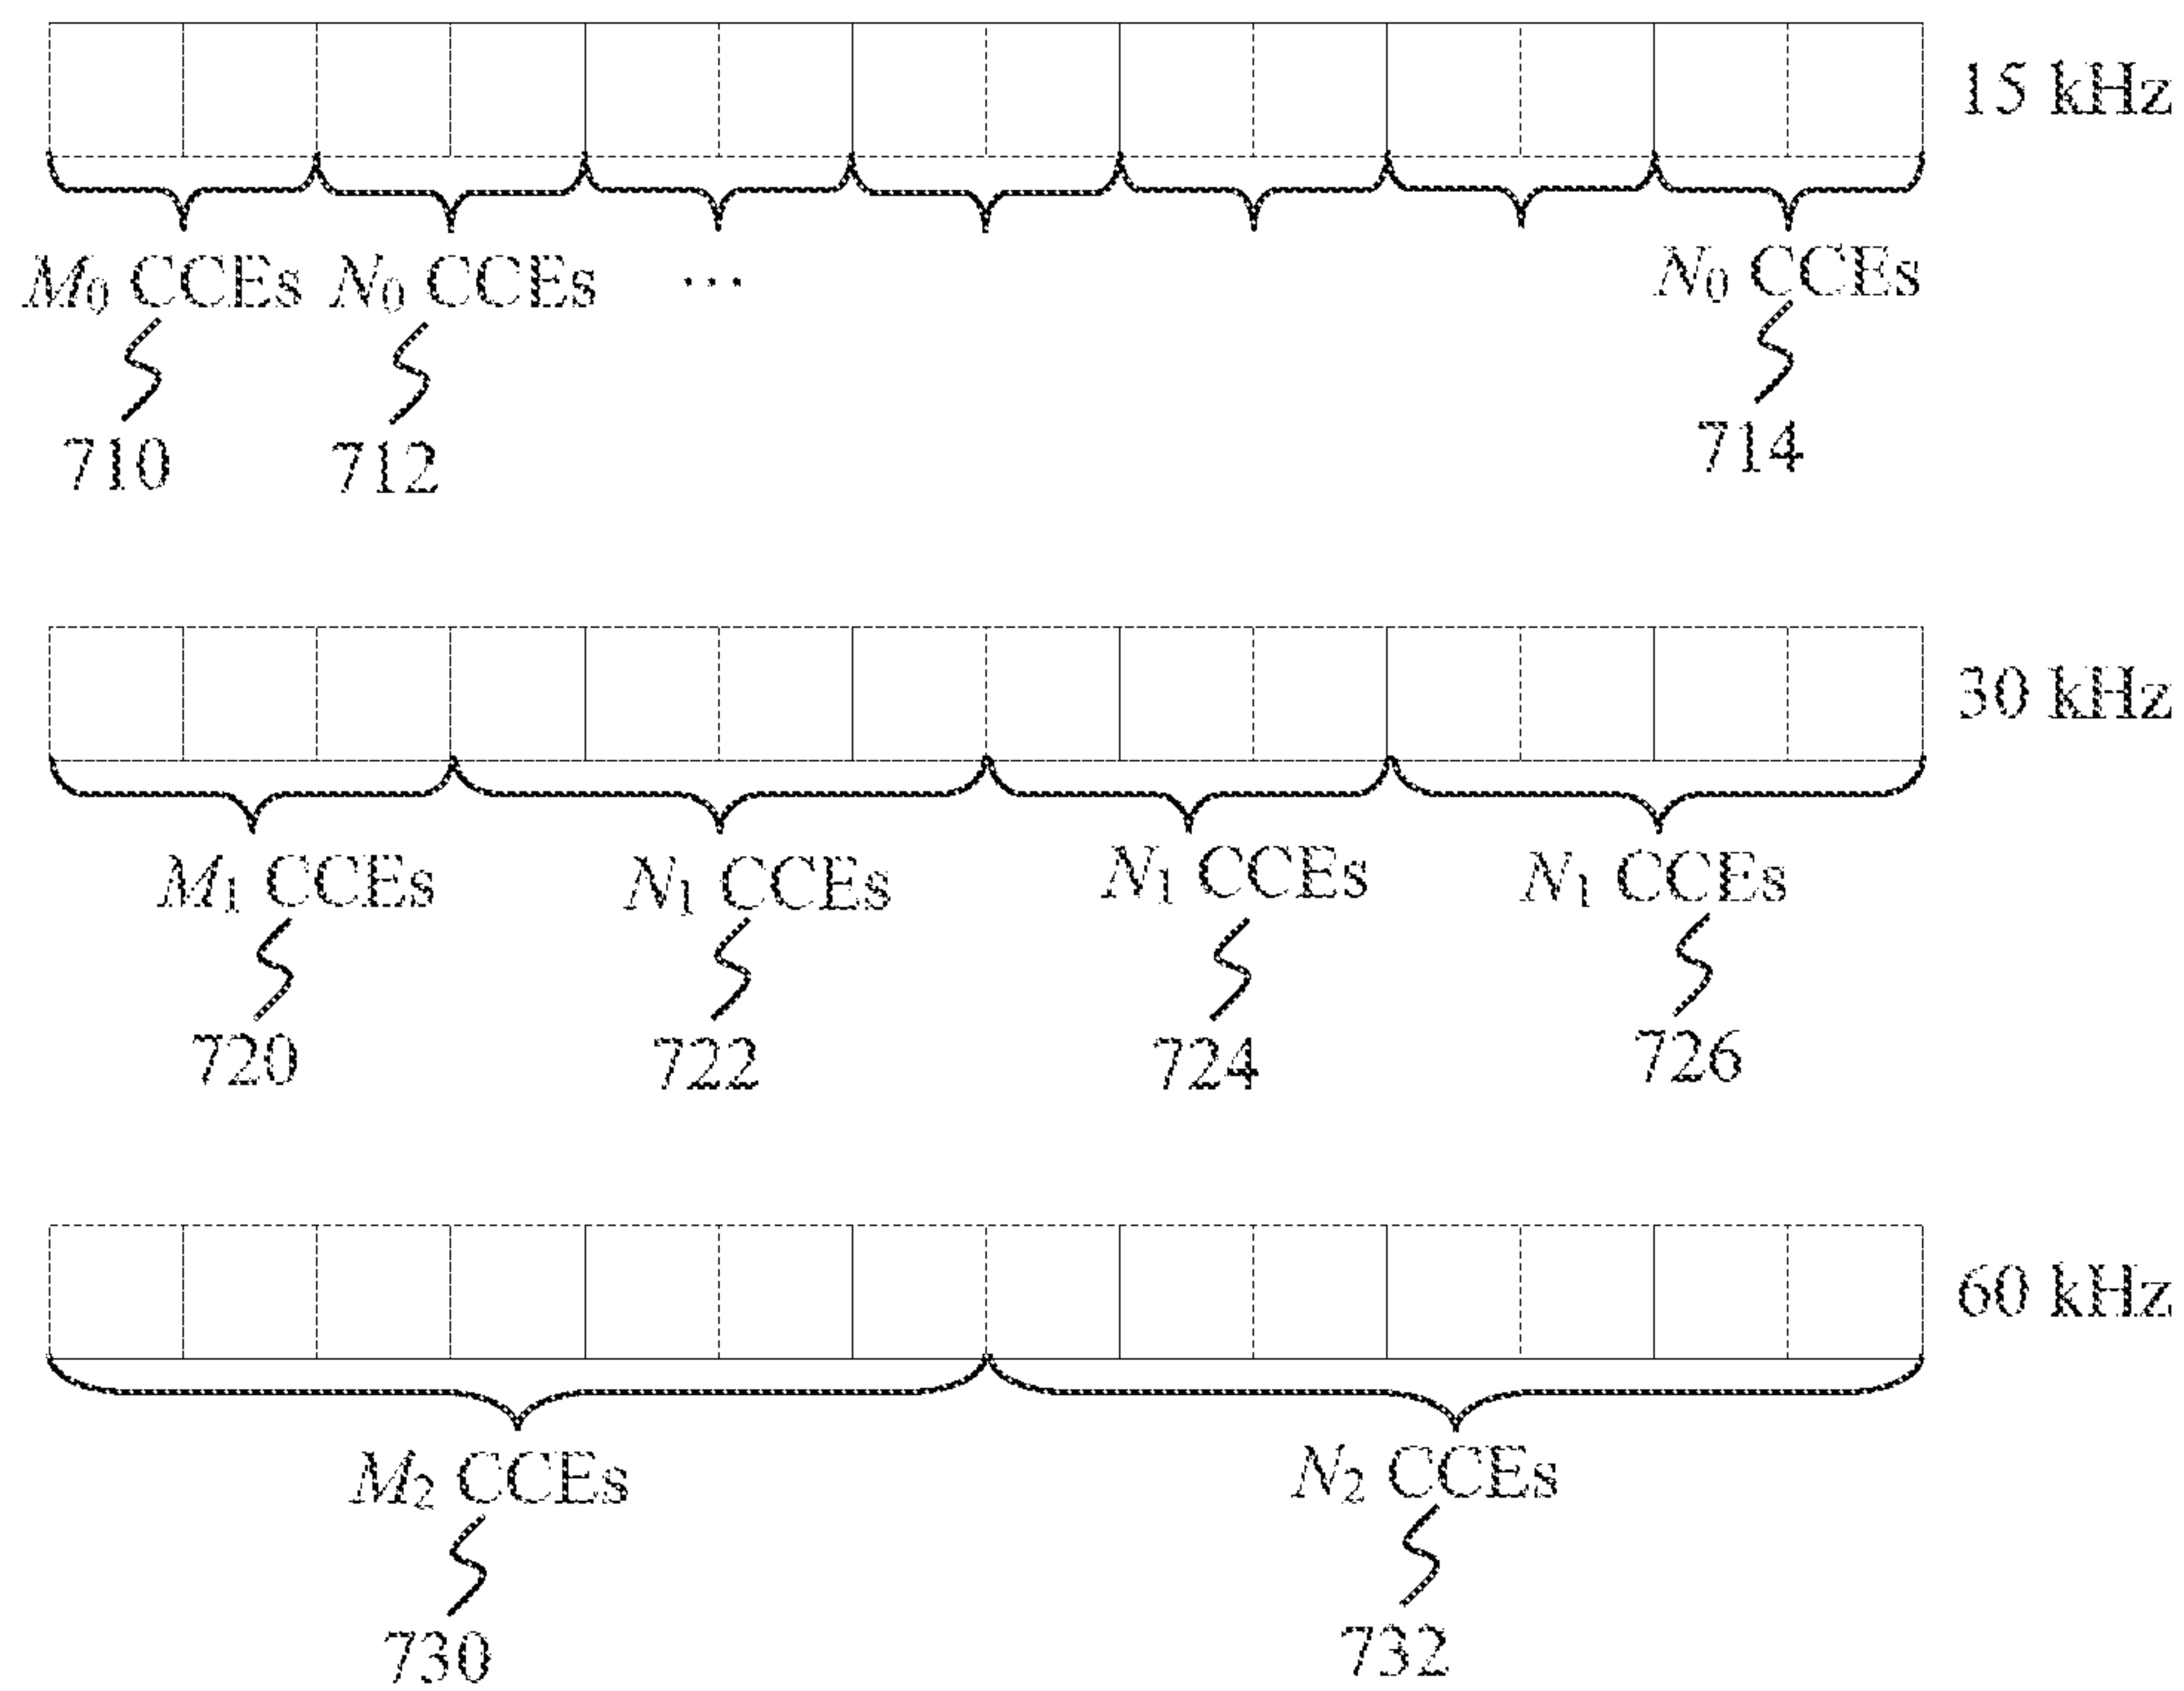 15 kHz
M₀ CCEs N₀ CCEs ... N₀ CCEs
710 712 714
30 kHz
M₁ CCEs N₁ CCEs N₁ CCEs N₁ CCEs
720 722 724 726
60 kHz
M₂ CCEs N₂ CCEs
730 732